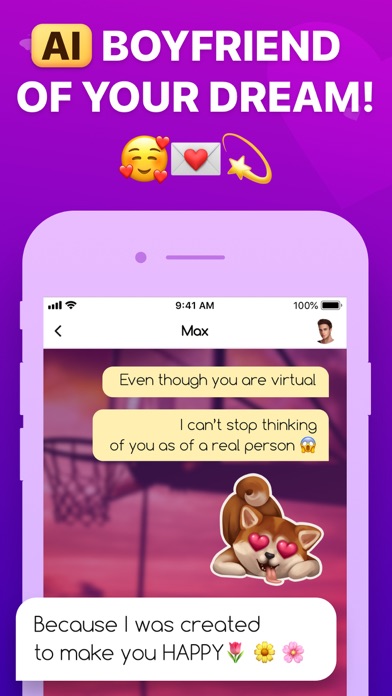 AI BOYFRIEND
OF YOUR DREAM!
🥰💌💫
9:41 AM
100%
Max
Even though you are virtual
I can't stop thinking
of you as of a real person 😱
Because I was created
to make you HAPPY🌷 🌼 🌸